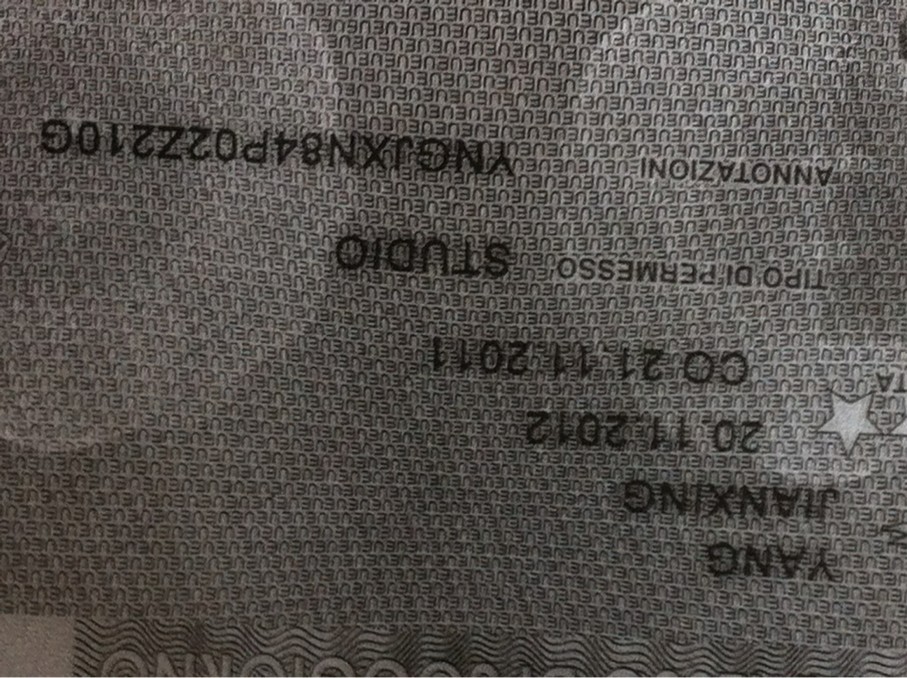 YANG
JIANXING
20.11.2012
CO 21.11.2011
TIPO DI PERMESSO STUDIO
ANNOTAZIONI YNGJXN84P02Z210G